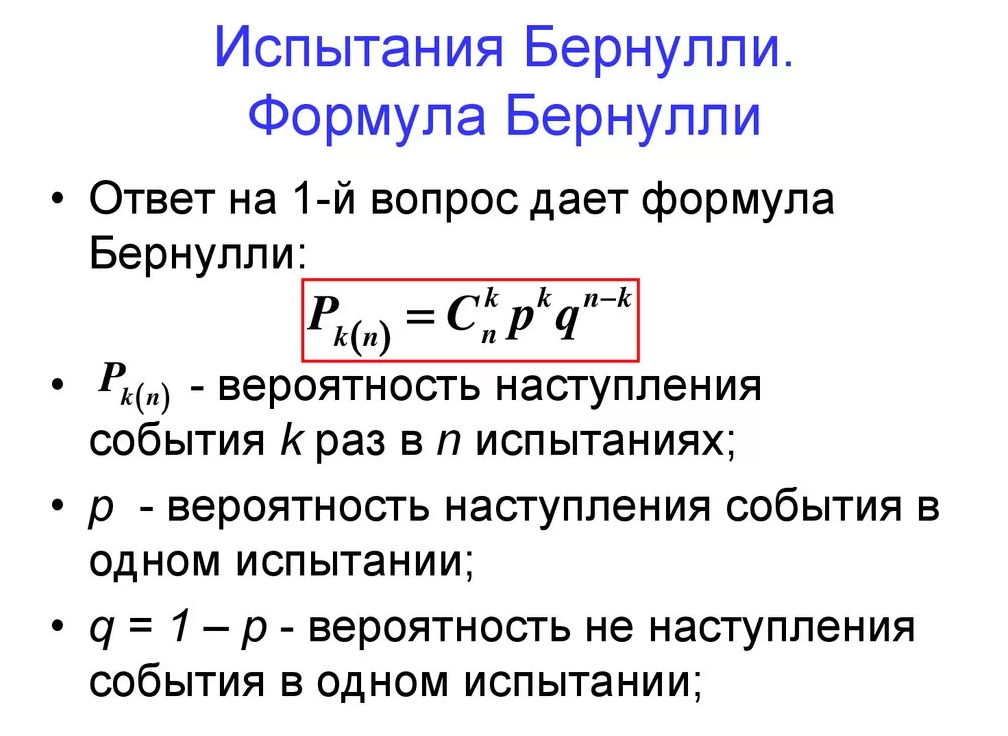 Испытания Бернулли.
Формула Бернулли
• Ответ на 1-й вопрос дает формула
Бернулли:
P_{k(n)} = C_n^k p^k q^{n–k}
• P_{k(n)} - вероятность наступления
события k раз в n испытаниях;
• p - вероятность наступления события в
одном испытании;
• q = 1 – p - вероятность не наступления
события в одном испытании;